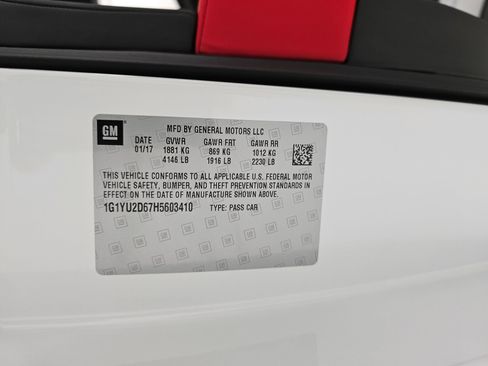 GM
MFD BY GENERAL MOTORS LLC
DATE GVWR GAWR FRT GAWR RR
01/17 1881 KG 869 KG 1012 KG
4146 LB 1916 LB 2230 LB
THIS VEHICLE CONFORMS TO ALL APPLICABLE U.S. FEDERAL MOTOR
VEHICLE SAFETY, BUMPER, AND THEFT PREVENTION STANDARDS IN
EFFECT ON THE DATE OF MANUFACTURE SHOWN ABOVE.
1G1YU2D67H5603410 TYPE: PASS CAR